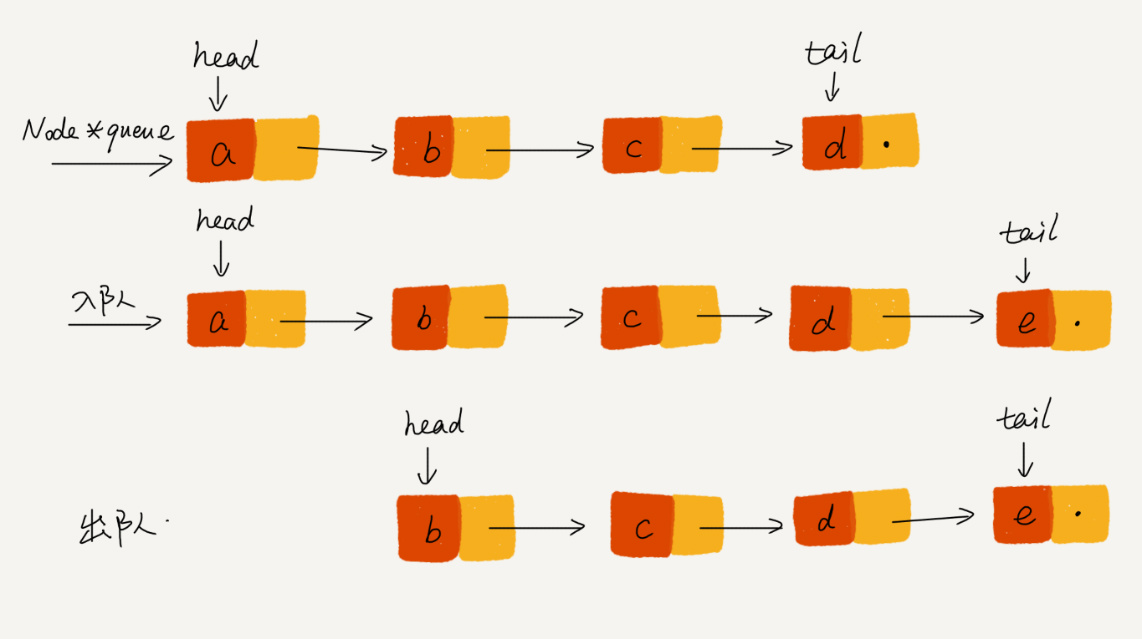 head tail
Node *queue a b c d
head tail
入队 a b c d e
head tail
出队 b c d e